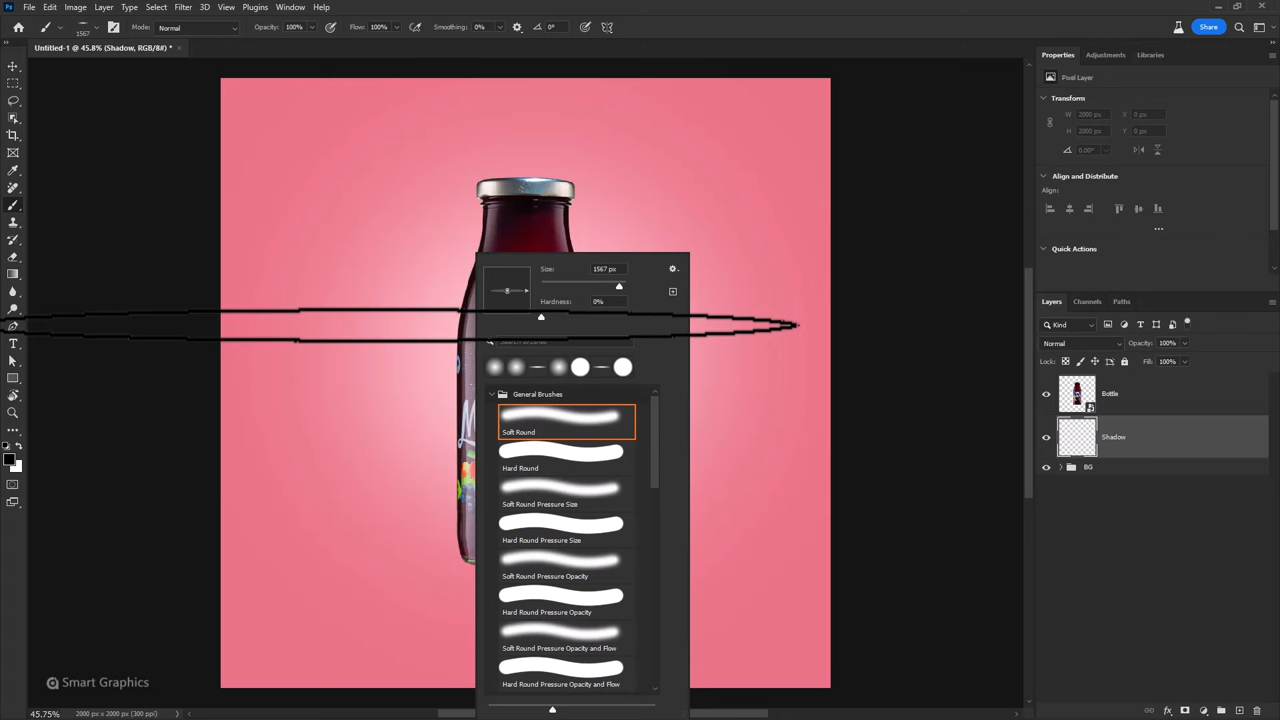 Ps File Edit Image Layer Type Select Filter 3D View Plugins Window Help
1567 Mode: Normal Opacity: 100% Flow: 100% Smoothing: 0% 0° Share
Untitled-1 @ 45.8% (Shadow, RGB/8#) * ×
Properties Adjustments Libraries
Pixel Layer
Transform
W 2000 px X 0 px
H 2000 px Y 0 px
0.00°
Align and Distribute
Align:
Quick Actions
Size: 1567 px
Hardness: 0%
Search Brushes
General Brushes
Soft Round
Hard Round
Soft Round Pressure Size
Hard Round Pressure Size
Soft Round Pressure Opacity
Hard Round Pressure Opacity
Soft Round Pressure Opacity and Flow
Hard Round Pressure Opacity and Flow
Layers Channels Paths
Kind
Normal Opacity: 100%
Lock: Fill: 100%
Bottle
Shadow
BG
Smart Graphics
45.75% 2000 px x 2000 px (300 ppi)